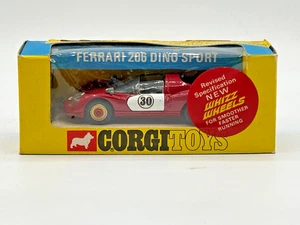 FERRARI 206 DINO SPORT
30
Revised
Specification
NEW
WHIZZ
WHEELS
FOR SMOOTHER
FASTER
RUNNING
CORGI TOYS